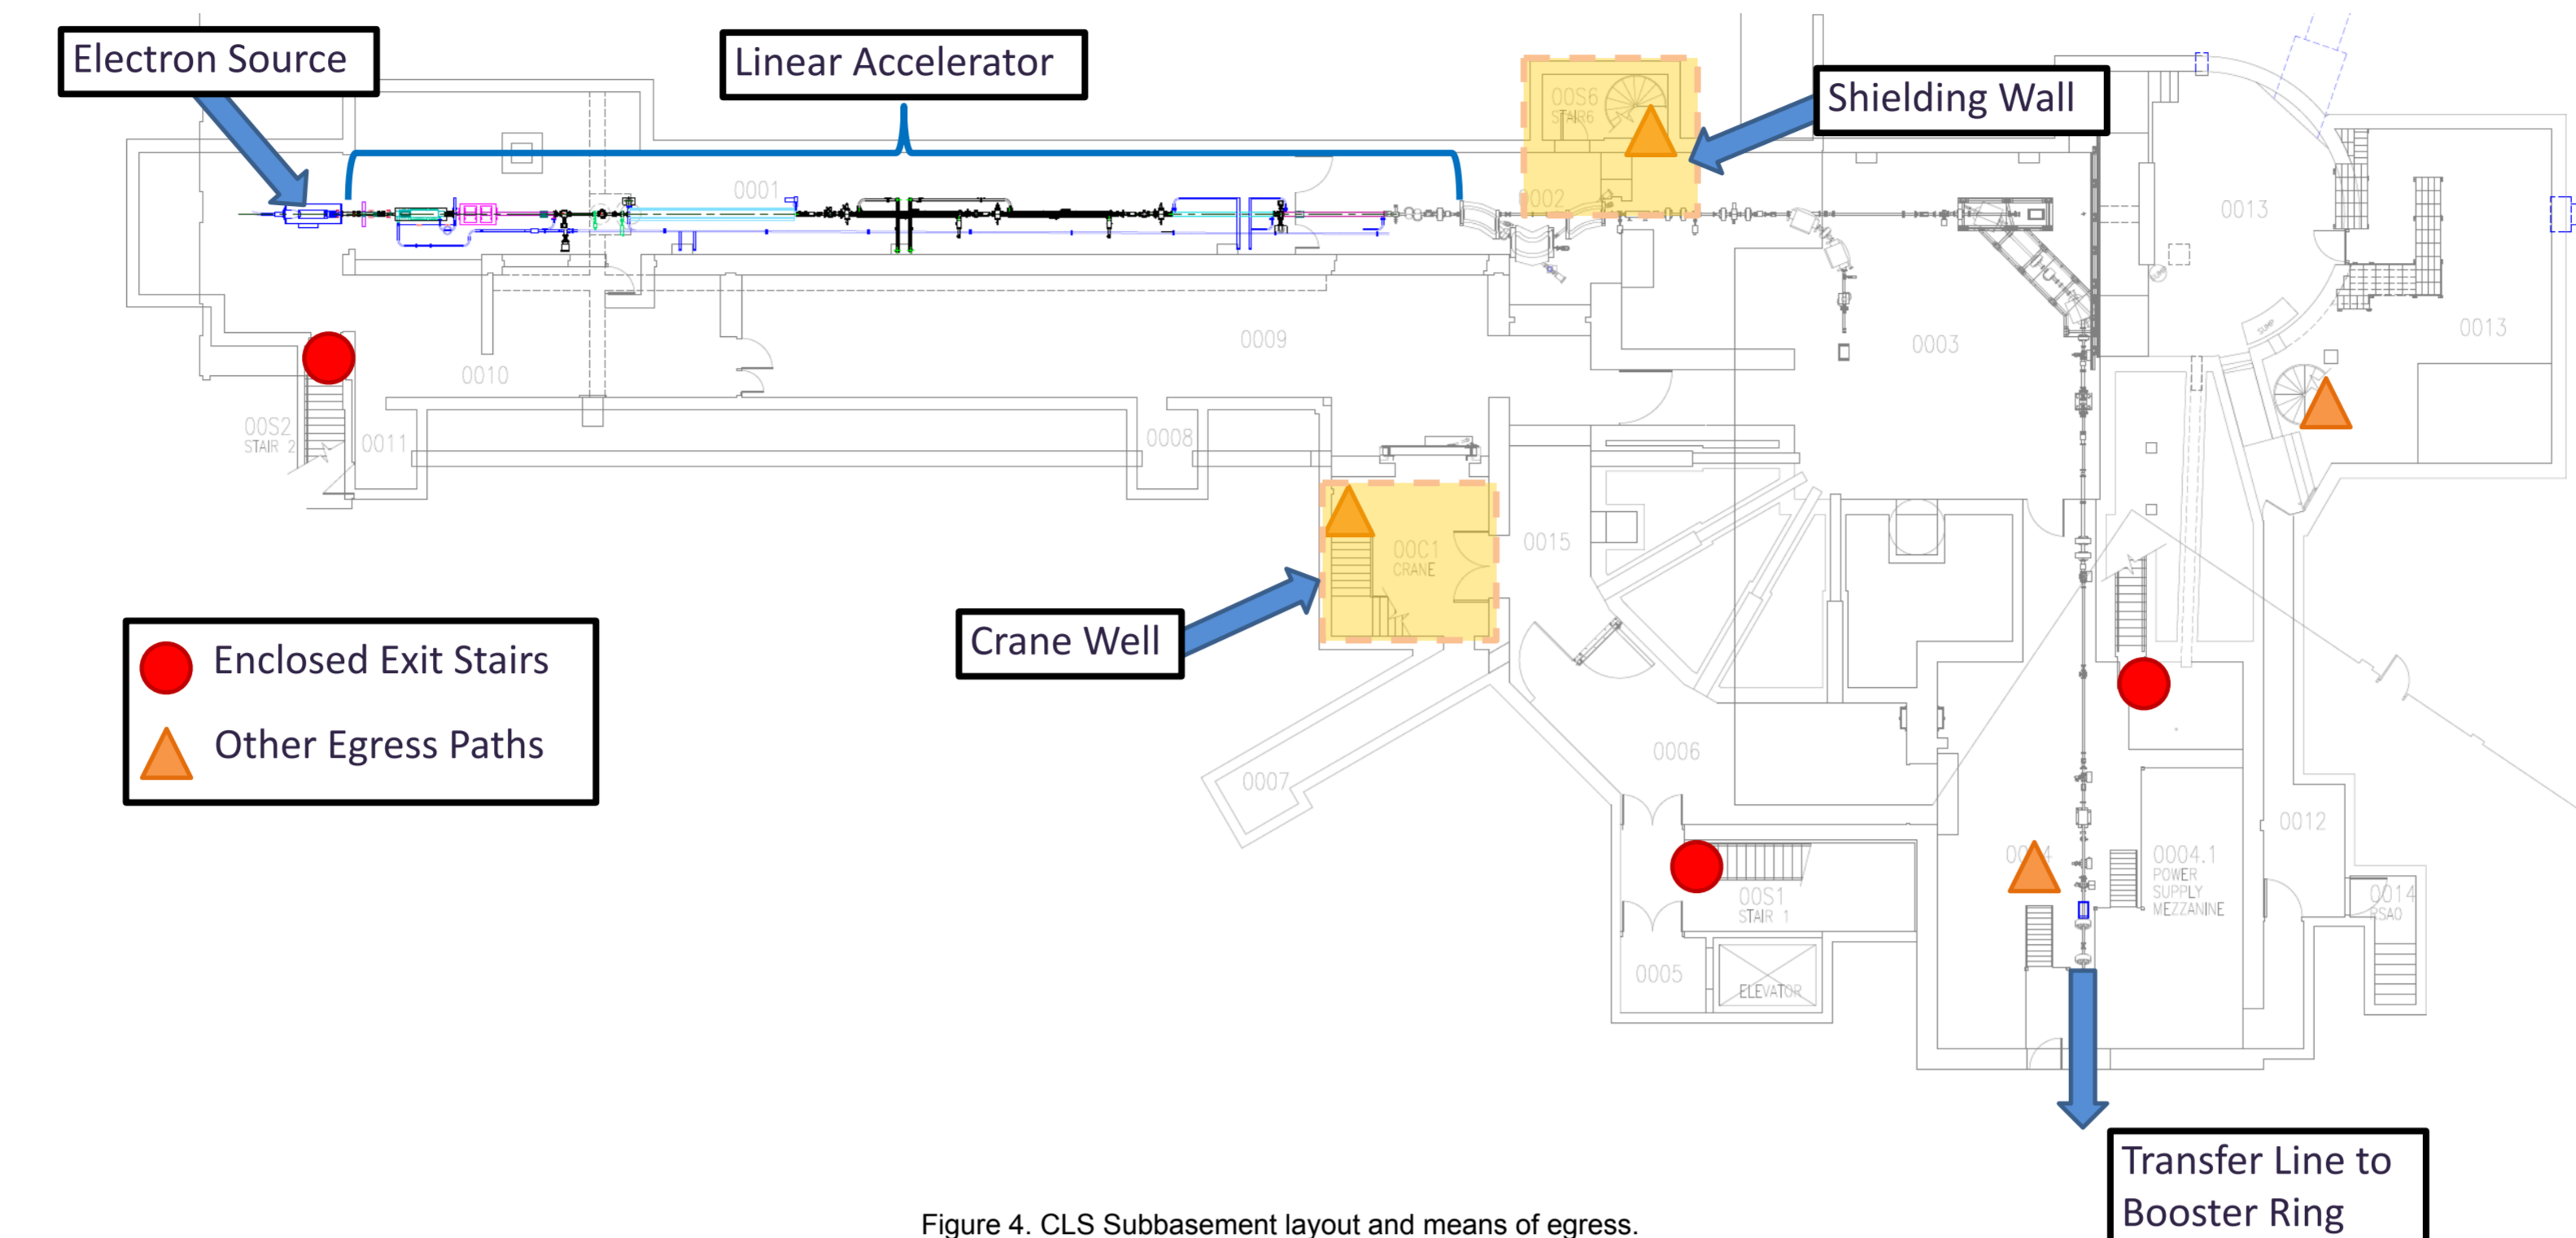 Electron Source
Linear Accelerator
Shielding Wall
00S6
STAIR6
0001
0002
0013
0013
0003
0009
0010
00S2
STAIR 2
0011
0008
SUMP
SUMP
00C1
CRANE
0015
Crane Well
Enclosed Exit Stairs
Other Egress Paths
0006
0007
0012
00S1
STAIR 1
0004.1
POWER
SUPPLY
MEZZANINE
0014
0005
ELEVATOR
Transfer Line to
Booster Ring
Figure 4. CLS Subbasement layout and means of egress.